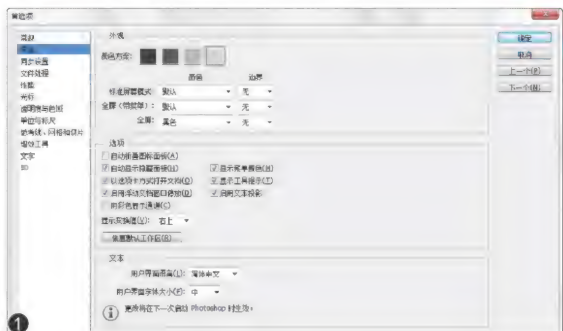 首选项
常规
界面
同步设置
文件处理
性能
光标
透明度与色域
单位与标尺
参考线、网格和切片
增效工具
文字
3D
外观
颜色方案:
颜色 边界
标准屏幕模式: 默认 无
全屏(带菜单): 默认 无
全屏: 黑色 无
选项
自动折叠图标面板(A)
自动显示隐藏面板(H) 显示菜单颜色(M)
以选项卡方式打开文档(O) 显示工具提示(T)
启用浮动文档窗口停放(D) 启用文本投影
用彩色显示通道(C)
显示变换值(V): 右上
恢复默认工作区(R)
文本
用户界面语言(L): 简体中文
用户界面字体大小(F): 中
更改将在下一次启动 Photoshop 时生效。
确定
取消
上一个(P)
下一个(N)
1